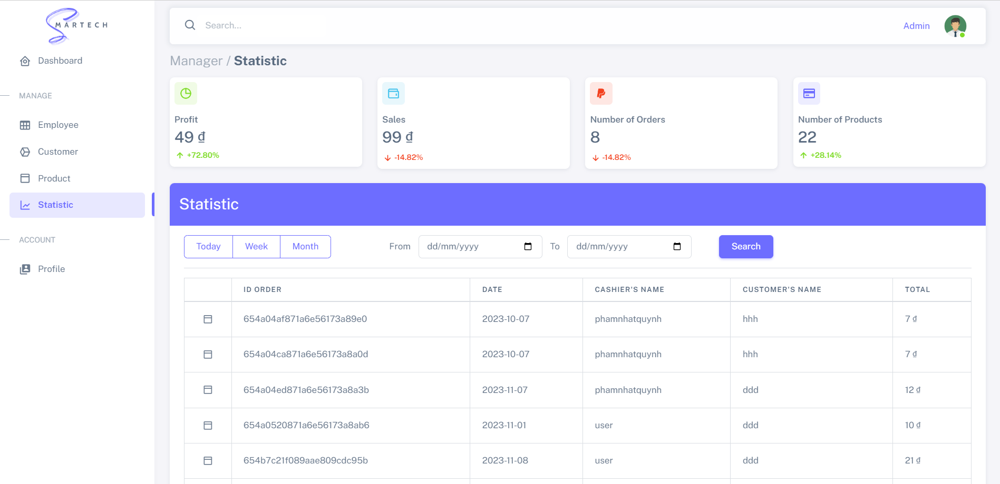 MARTECH
Search...
Admin
Dashboard
MANAGE
Employee
Customer
Product
Statistic
ACCOUNT
Profile
Manager / Statistic
Profit
49 ₫
+72.80%
Sales
99 ₫
-14.82%
Number of Orders
8
-14.82%
Number of Products
22
+28.14%
Statistic
Today Week Month From dd/mm/yyyy To dd/mm/yyyy Search
ID ORDER DATE CASHIER'S NAME CUSTOMER'S NAME TOTAL
654a04af871a6e56173a89e0 2023-10-07 phamnhatquynh hhh 7 ₫
654a04ca871a6e56173a8a0d 2023-10-07 phamnhatquynh hhh 7 ₫
654a04ed871a6e56173a8a3b 2023-11-07 phamnhatquynh ddd 12 ₫
654a0520871a6e56173a8ab6 2023-11-01 user ddd 10 ₫
654b7c21f089aae809cdc95b 2023-11-08 user ddd 21 ₫